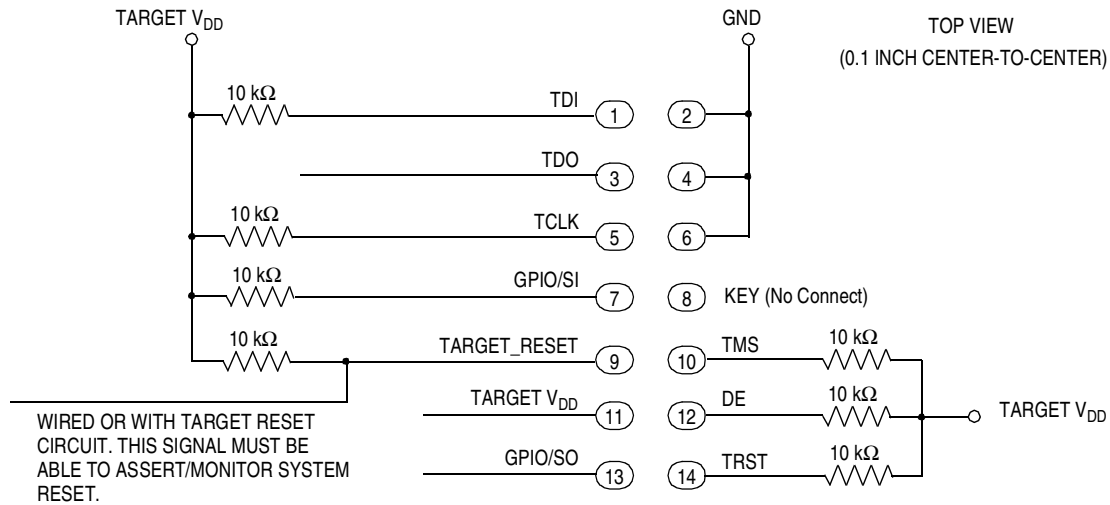 TARGET VDD
GND
TOP VIEW
(0.1 INCH CENTER-TO-CENTER)
10 kΩ
TDI
1
2
TDO
3
4
10 kΩ
TCLK
5
6
10 kΩ
GPIO/SI
7
8
KEY (No Connect)
10 kΩ
TARGET_RESET
9
10
TMS
10 kΩ
TARGET VDD
11
12
DE
10 kΩ
TARGET VDD
WIRED OR WITH TARGET RESET
CIRCUIT. THIS SIGNAL MUST BE
ABLE TO ASSERT/MONITOR SYSTEM
RESET.
GPIO/SO
13
14
TRST
10 kΩ